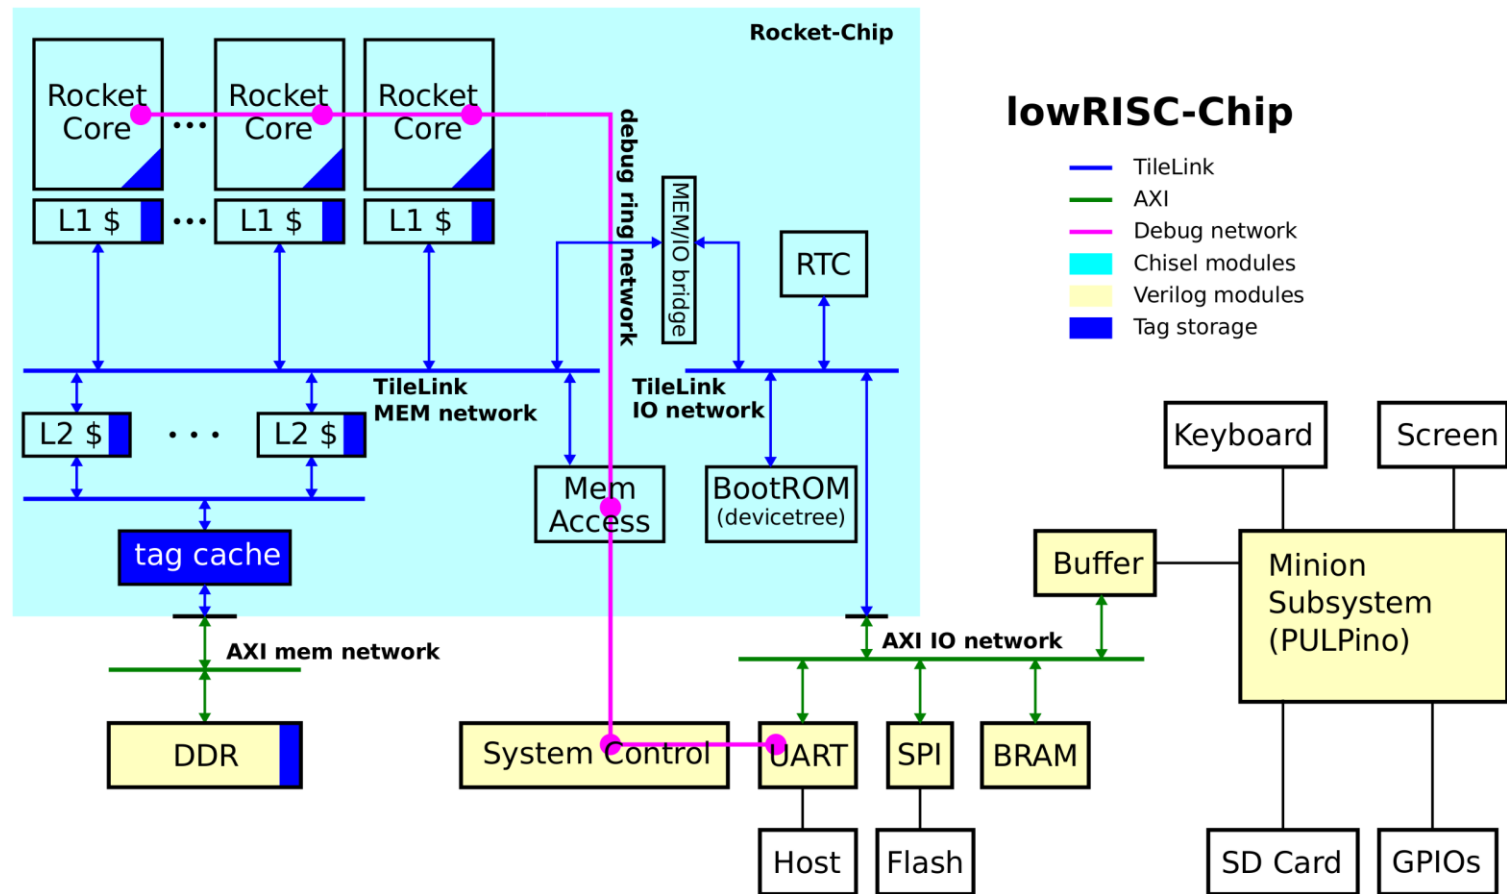 Rocket-Chip
Rocket
Core
...
Rocket
Core
Rocket
Core
L1 $
...
L1 $
L1 $
debug ring network
MEM/IO bridge
RTC
TileLink
MEM network
TileLink
IO network
L2 $
...
L2 $
Mem
Access
BootROM
(devicetree)
tag cache
AXI mem network
AXI IO network
DDR
System Control
UART
SPI
BRAM
Host
Flash
lowRISC-Chip
TileLink
AXI
Debug network
Chisel modules
Verilog modules
Tag storage
Keyboard
Screen
Buffer
Minion
Subsystem
(PULPino)
SD Card
GPIOs